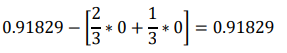 0.91829 − [2/3 * 0 + 1/3 * 0] = 0.91829